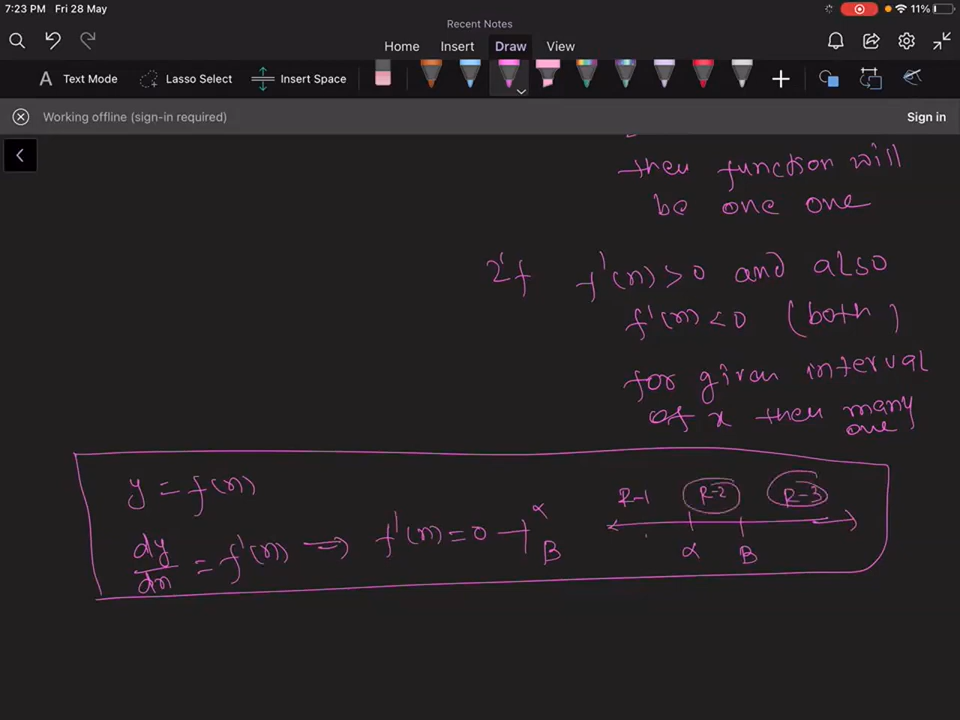 7:23 PM Fri 28 May
11%
Recent Notes
Home Insert Draw View
Text Mode Lasso Select Insert Space
Working offline (sign-in required) Sign in
then function will
be one one
If f'(n) > 0 and also
f'(n) < 0 (both)
for given interval
of x then many
one
y = f(n)
dy/dn = f'(n) ⇒ f'(n) = 0 α B
R-1 R-2 R-3
α B